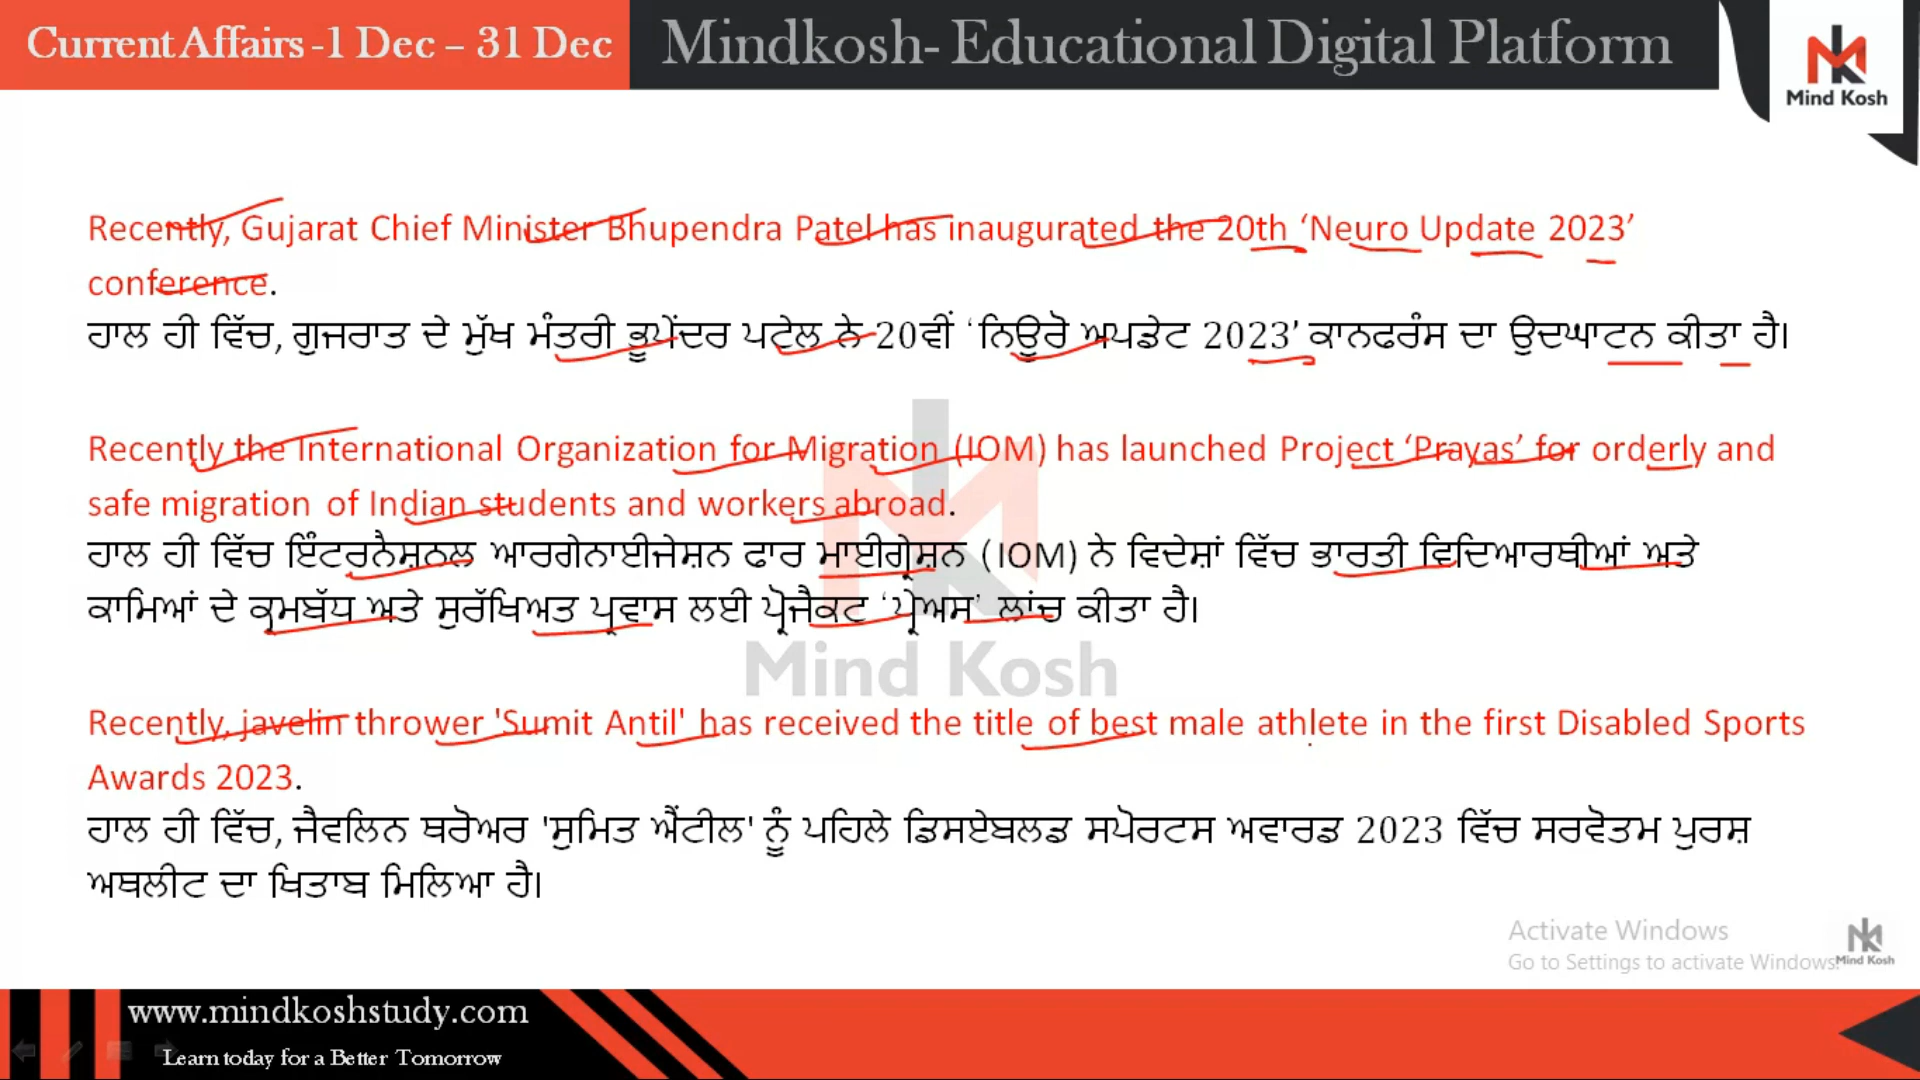 Current Affairs -1 Dec – 31 Dec
Mindkosh- Educational Digital Platform
Mind Kosh
Recently, Gujarat Chief Minister Bhupendra Patel has inaugurated the 20th ‘Neuro Update 2023’
conference.
ਹਾਲ ਹੀ ਵਿੱਚ, ਗੁਜਰਾਤ ਦੇ ਮੁੱਖ ਮੰਤਰੀ ਭੂਪੇਂਦਰ ਪਟੇਲ ਨੇ 20ਵੀਂ ‘ਨਿਊਰੋ ਅਪਡੇਟ 2023’ ਕਾਨਫਰੰਸ ਦਾ ਉਦਘਾਟਨ ਕੀਤਾ ਹੈ।
Recently the International Organization for Migration (IOM) has launched Project ‘Prayas’ for orderly and
safe migration of Indian students and workers abroad.
ਹਾਲ ਹੀ ਵਿੱਚ ਇੰਟਰਨੈਸ਼ਨਲ ਆਰਗੇਨਾਈਜੇਸ਼ਨ ਫਾਰ ਮਾਈਗ੍ਰੇਸ਼ਨ (IOM) ਨੇ ਵਿਦੇਸ਼ਾਂ ਵਿੱਚ ਭਾਰਤੀ ਵਿਦਿਆਰਥੀਆਂ ਅਤੇ
ਕਾਮਿਆਂ ਦੇ ਕ੍ਰਮਬੱਧ ਅਤੇ ਸੁਰੱਖਿਅਤ ਪ੍ਰਵਾਸ ਲਈ ਪ੍ਰੋਜੈਕਟ ‘ਪ੍ਰੇਅਸ’ ਲਾਂਚ ਕੀਤਾ ਹੈ।
Mind Kosh
Recently, javelin thrower 'Sumit Antil' has received the title of best male athlete in the first Disabled Sports
Awards 2023.
ਹਾਲ ਹੀ ਵਿੱਚ, ਜੈਵਲਿਨ ਥਰੋਅਰ 'ਸੁਮਿਤ ਐਂਟੀਲ' ਨੂੰ ਪਹਿਲੇ ਡਿਸਏਬਲਡ ਸਪੋਰਟਸ ਅਵਾਰਡ 2023 ਵਿੱਚ ਸਰਵੋਤਮ ਪੁਰਸ਼
ਅਥਲੀਟ ਦਾ ਖਿਤਾਬ ਮਿਲਿਆ ਹੈ।
Activate Windows
Go to Settings to activate Windows.
Mind Kosh
www.mindkoshstudy.com
Learn today for a Better Tomorrow